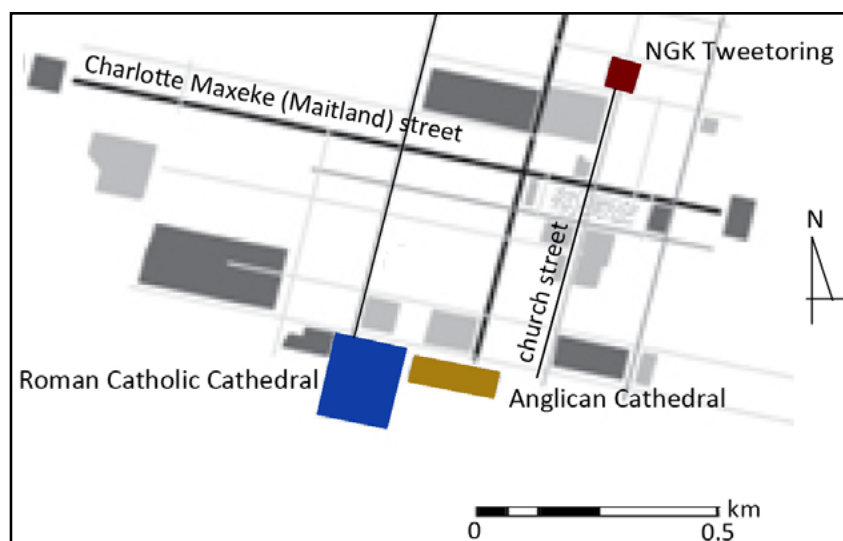 NGK Tweetoring
Charlotte Maxeke (Maitland) street
N
church street
Roman Catholic Cathedral
Anglican Cathedral
km
0
0.5